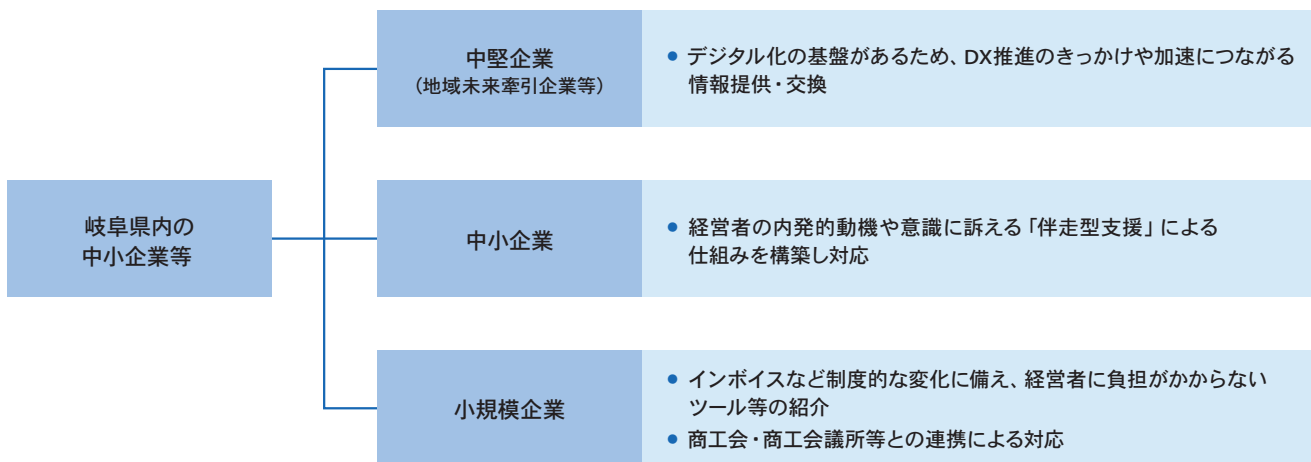 岐阜県内の
中小企業等
中堅企業
（地域未来牽引企業等）
● デジタル化の基盤があるため、DX推進のきっかけや加速につながる
情報提供・交換
中小企業
● 経営者の内発的動機や意識に訴える「伴走型支援」による
仕組みを構築し対応
小規模企業
● インボイスなど制度的な変化に備え、経営者に負担がかからない
ツール等の紹介
● 商工会・商工会議所等との連携による対応